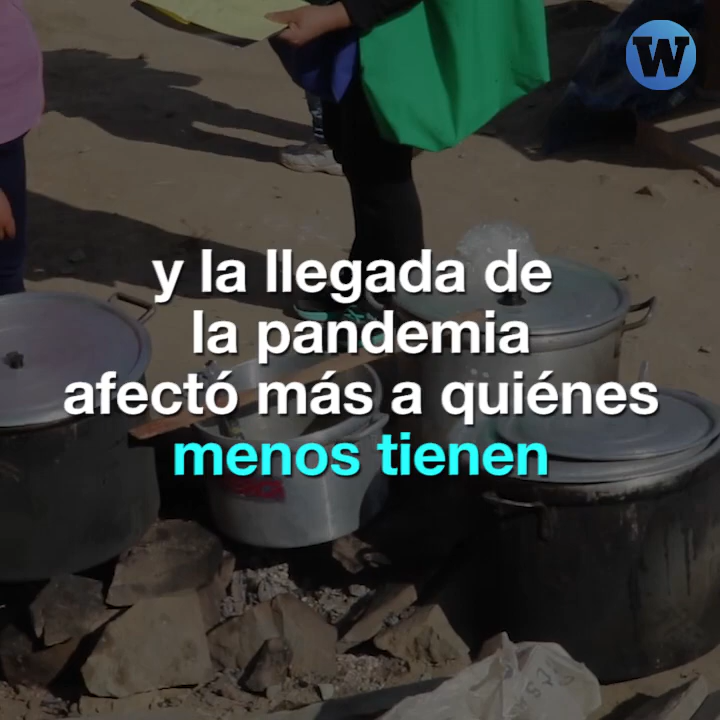 W
y la llegada de
la pandemia
afectó más a quiénes
menos tienen